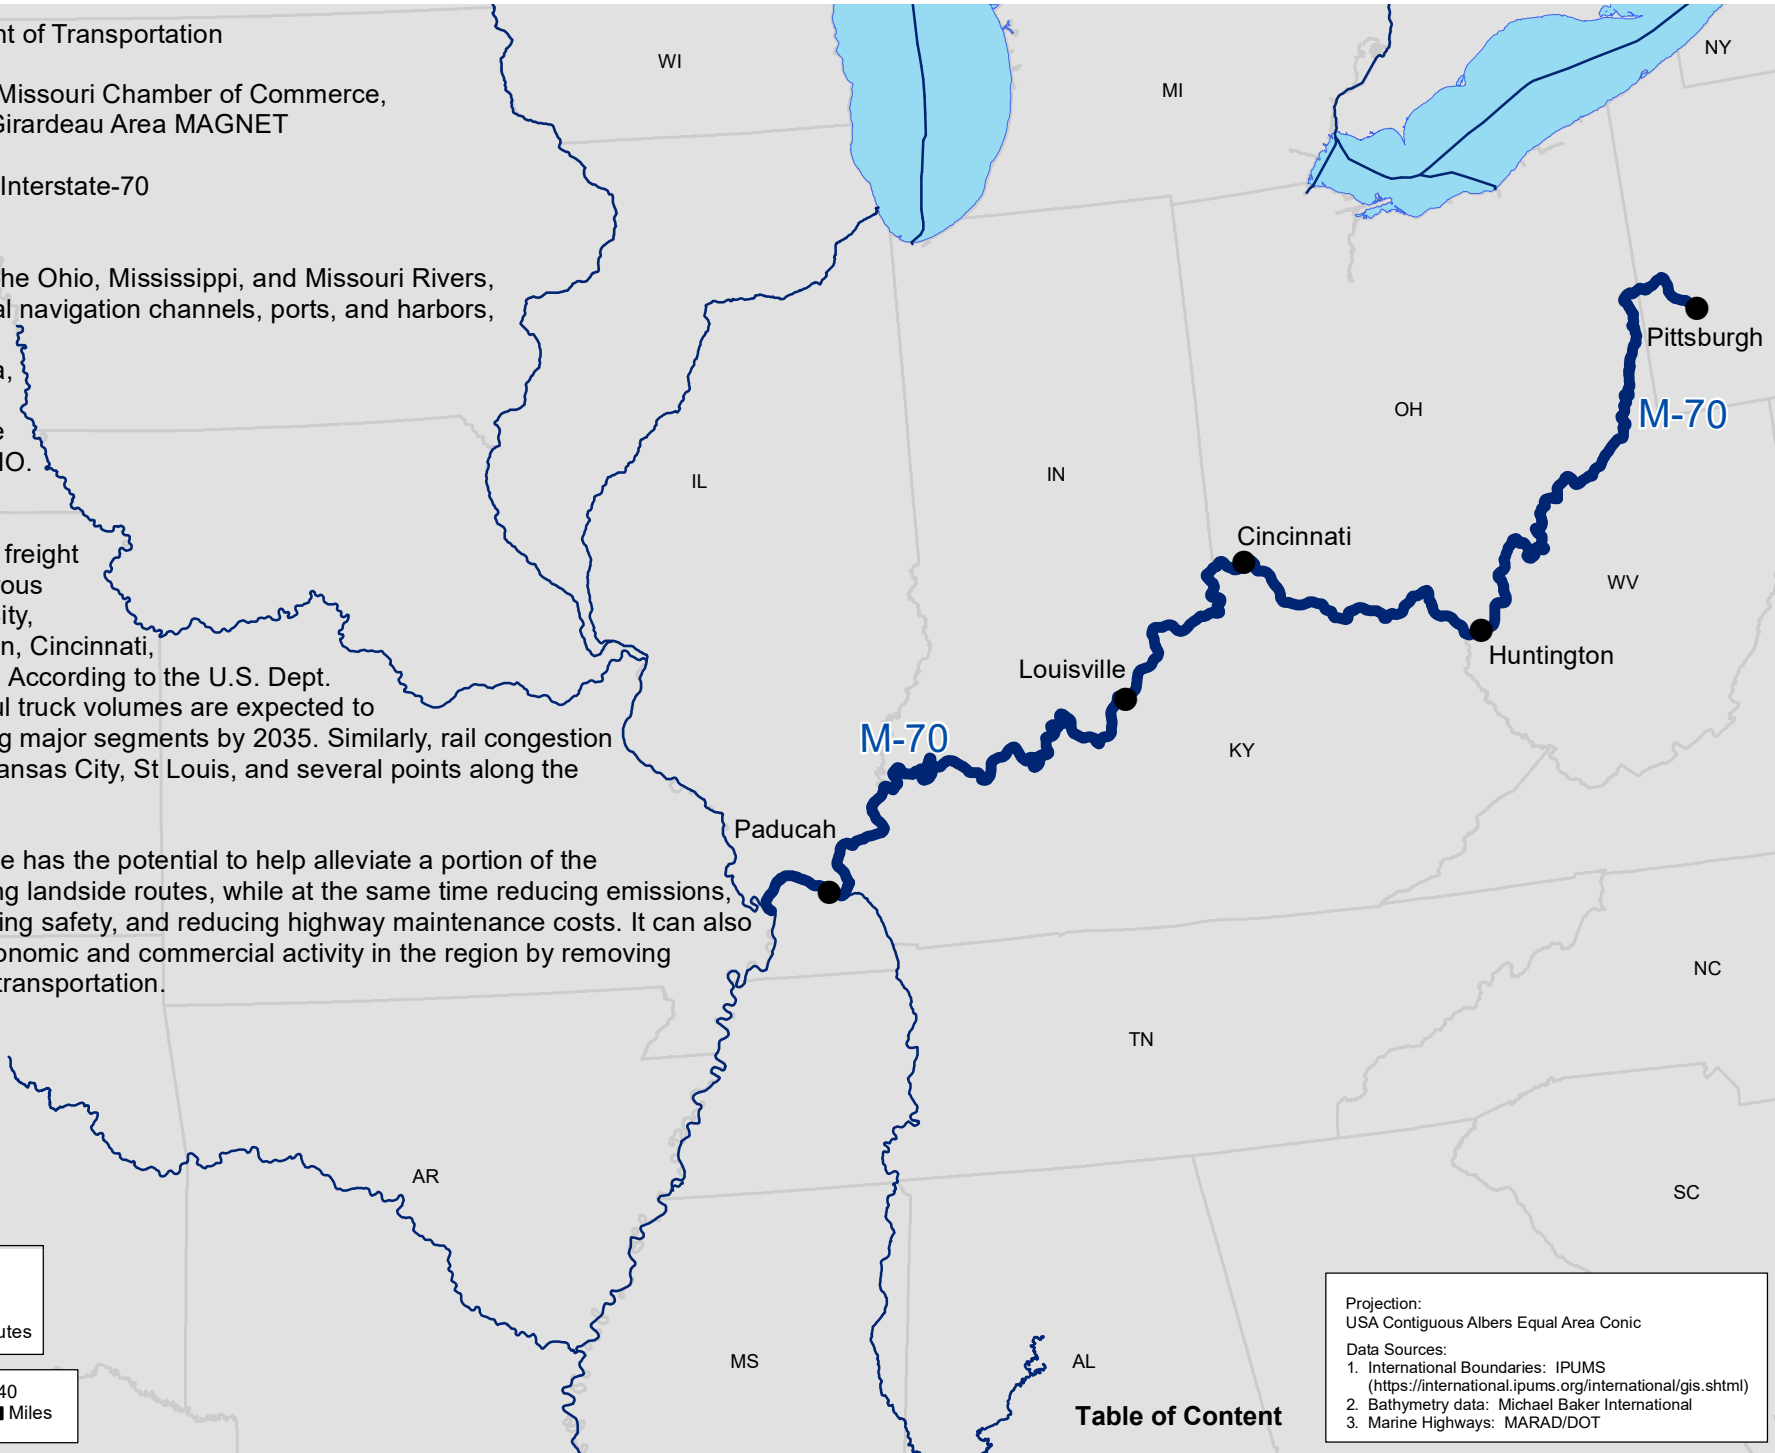 nt of Transportation
Missouri Chamber of Commerce,
Girardeau Area MAGNET
Interstate-70
he Ohio, Mississippi, and Missouri Rivers,
al navigation channels, ports, and harbors,
a,
e
MO.
freight
rous
City,
n, Cincinnati,
According to the U.S. Dept.
ul truck volumes are expected to
g major segments by 2035. Similarly, rail congestion
ansas City, St Louis, and several points along the
e has the potential to help alleviate a portion of the
ng landside routes, while at the same time reducing emissions,
ing safety, and reducing highway maintenance costs. It can also
onomic and commercial activity in the region by removing
transportation.
WI
MI
NY
Pittsburgh
M-70
OH
IL
IN
Cincinnati
WV
Huntington
Louisville
M-70
KY
Paducah
NC
TN
AR
SC
MS
AL
utes
40
Miles
Table of Content
Projection:
USA Contiguous Albers Equal Area Conic
Data Sources:
1. International Boundaries: IPUMS
(https://international.ipums.org/international/gis.shtml)
2. Bathymetry data: Michael Baker International
3. Marine Highways: MARAD/DOT